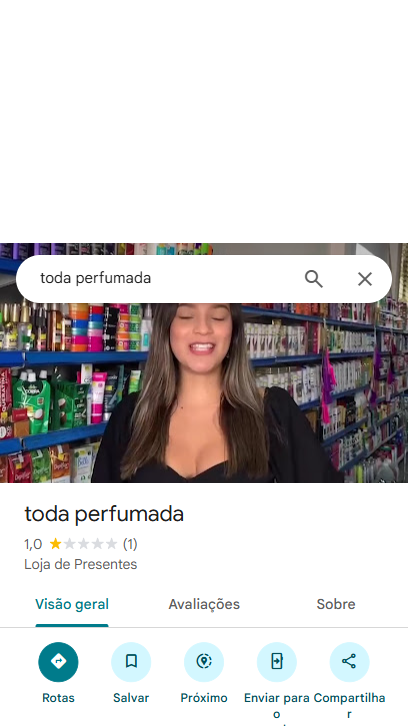 toda perfumada
toda perfumada
1,0 (1)
Loja de Presentes
Visão geral
Avaliações
Sobre
Rotas
Salvar
Próximo
Enviar para
o
Compartilha
r